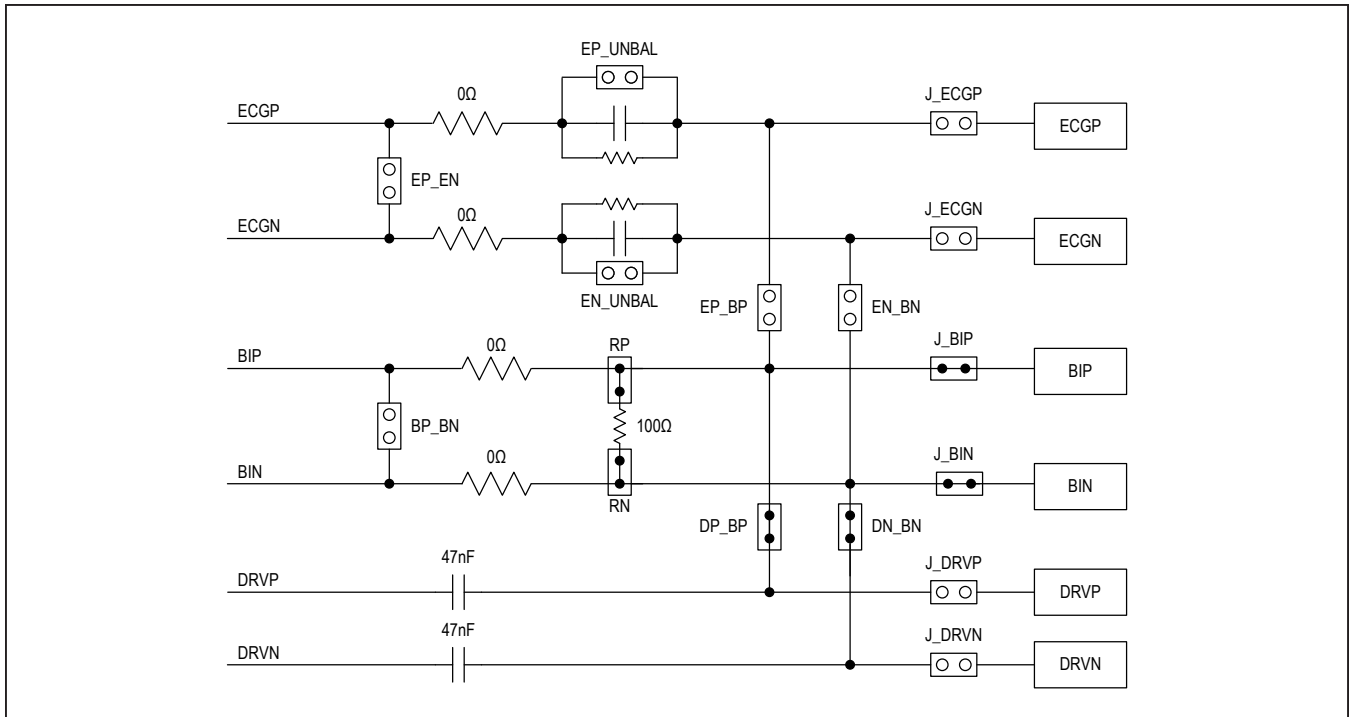 EP_UNBAL
0Ω
J_ECGP
ECGP
ECGP
EP_EN
0Ω
J_ECGN
ECGN
ECGN
EN_UNBAL
EP_BP
EN_BN
0Ω
RP
J_BIP
BIP
BIP
BP_BN
100Ω
0Ω
J_BIN
BIN
BIN
RN
DP_BP
DN_BN
47nF
J_DRVP
DRVP
DRVP
47nF
J_DRVN
DRVN
DRVN